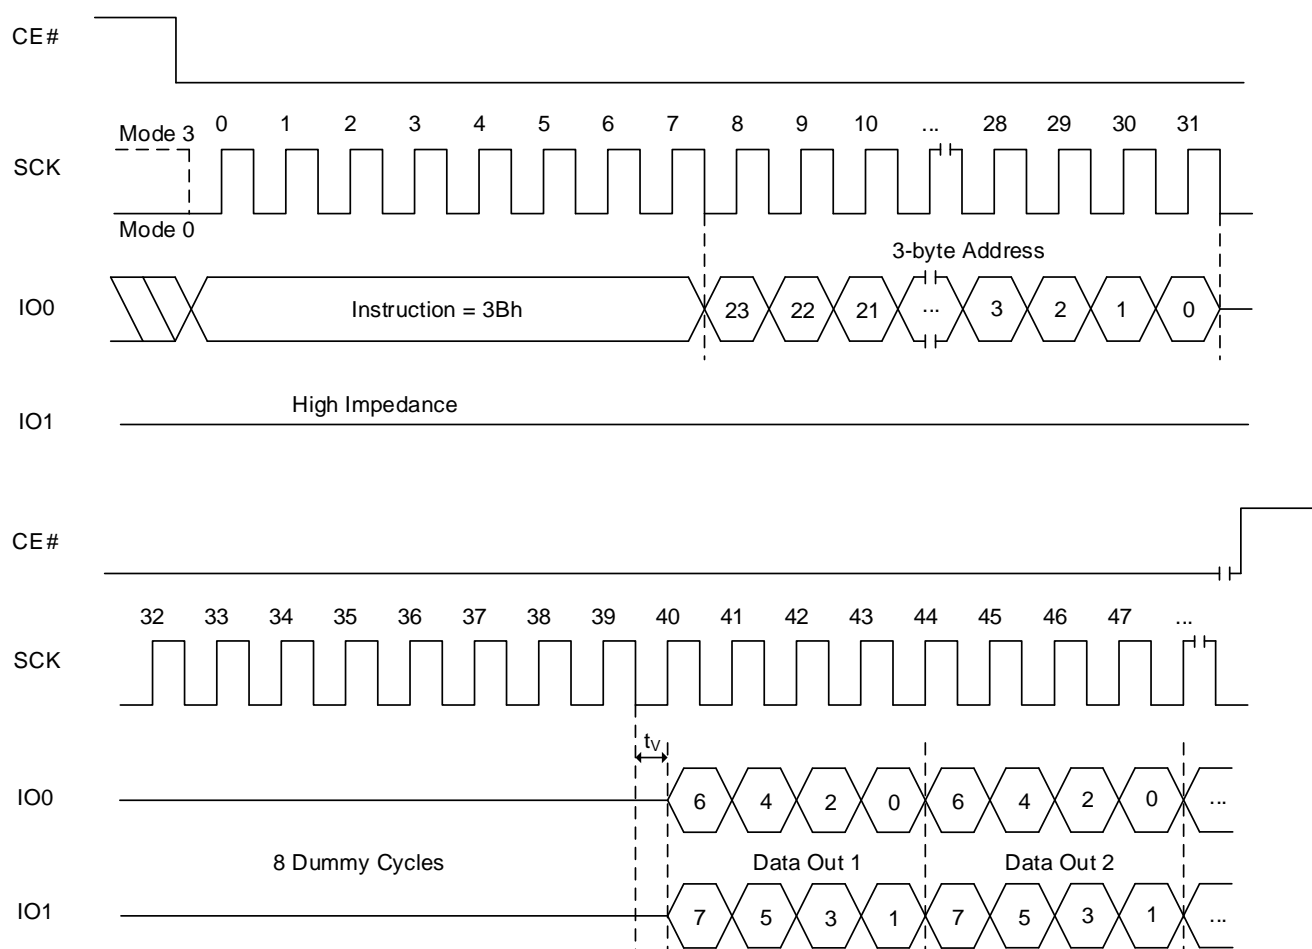 CE#
Mode 3 0 1 2 3 4 5 6 7 8 9 10 ... 28 29 30 31
SCK
Mode 0
3-byte Address
IO0 Instruction = 3Bh 23 22 21 ... 3 2 1 0
High Impedance
IO1
CE#
32 33 34 35 36 37 38 39 40 41 42 43 44 45 46 47 ...
SCK
tV
IO0 6 4 2 0 6 4 2 0 ...
8 Dummy Cycles Data Out 1 Data Out 2
IO1 7 5 3 1 7 5 3 1 ...